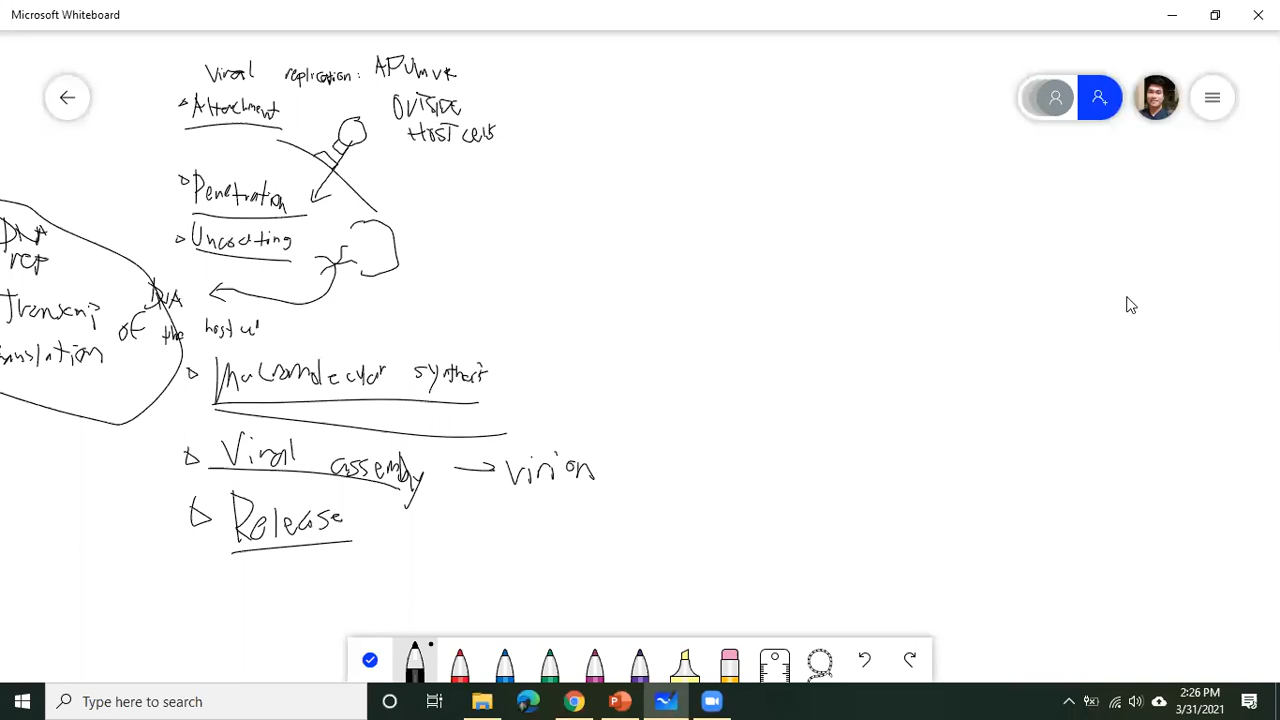 Microsoft Whiteboard
Viral replication: APUMVR
Attachment
OUTSIDE
HOST cells
Penetration
Uncoating
DNA
rep
Transcrip
of
DNA
the host cell
translation
Macromolecular synthesis
Viral assembly → virion
Release
Type here to search
2:26 PM
3/31/2021